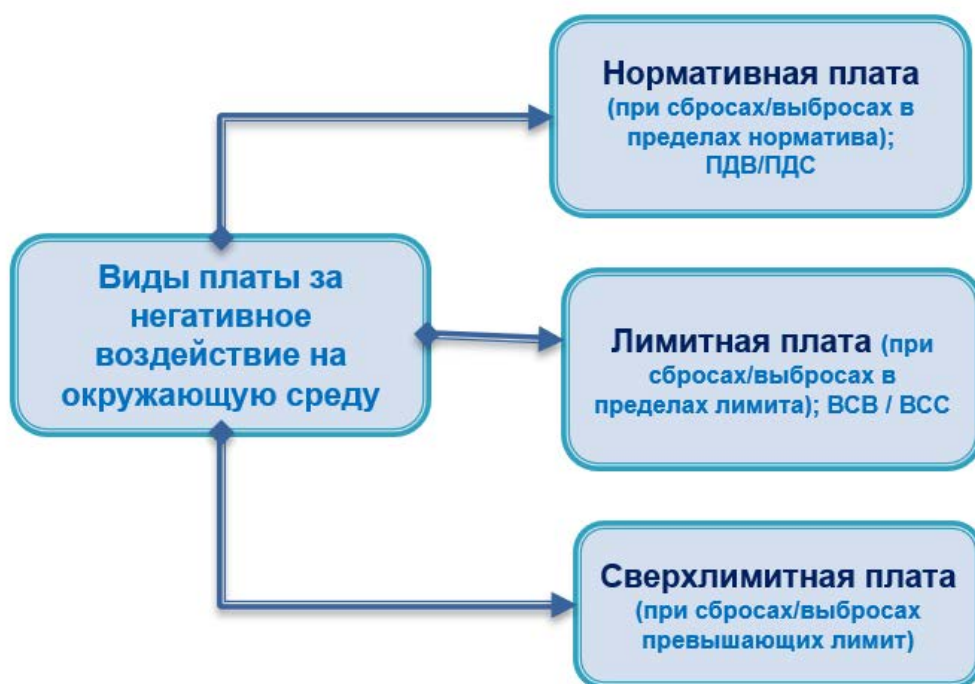 Нормативная плата
(при сбросах/выбросах в
пределах норматива);
ПДВ/ПДС
Виды платы за
негативное
воздействие на
окружающую среду
Лимитная плата (при
сбросах/выбросах в
пределах лимита); ВСВ / ВСС
Сверхлимитная плата
(при сбросах/выбросах
превышающих лимит)